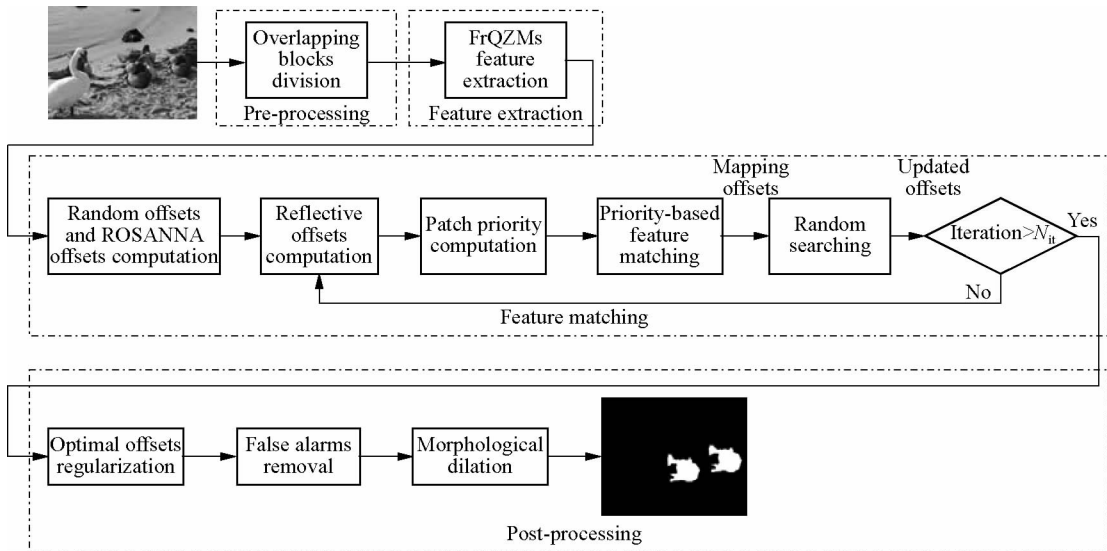 Overlapping
blocks
division
Pre-processing
FrQZMs
feature
extraction
Feature extraction
Random offsets
and ROSANNA
offsets computation
Reflective
offsets
computation
Patch priority
computation
Priority-based
feature
matching
Mapping
offsets
Random
searching
Updated
offsets
Iteration>Nit
Yes
No
Feature matching
Optimal offsets
regularization
False alarms
removal
Morphological
dilation
Post-processing